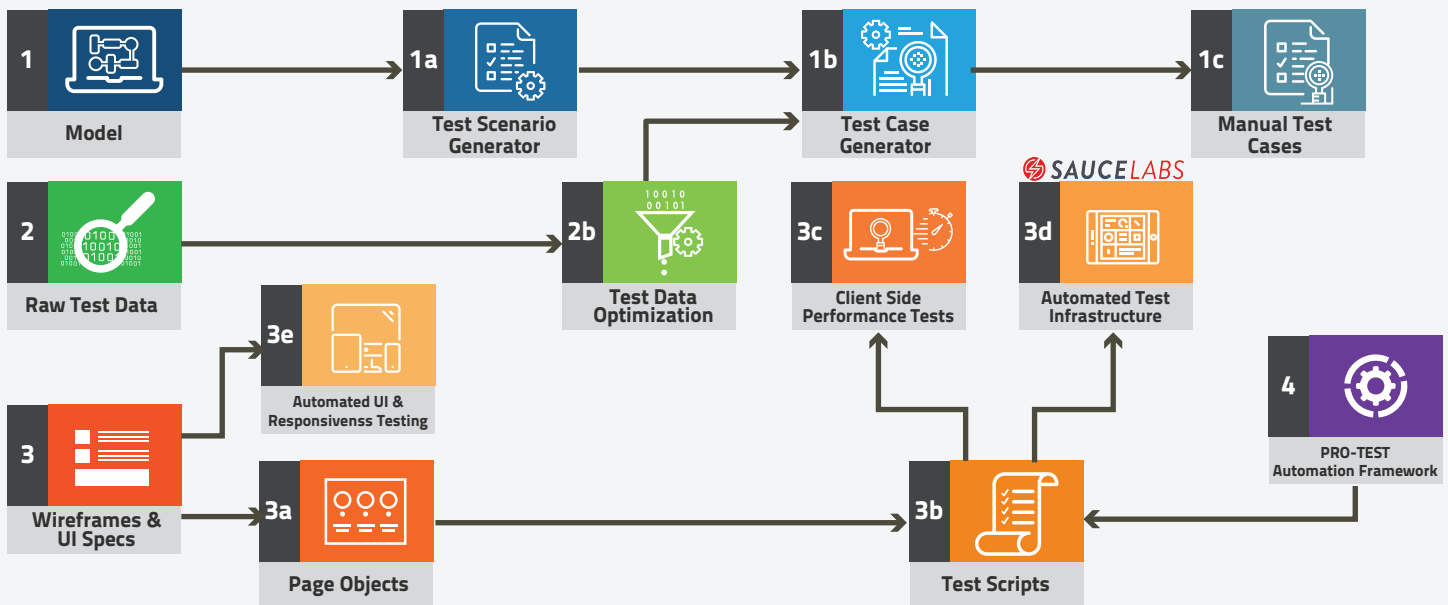 1
Model
1a
Test Scenario
Generator
1b
Test Case
Generator
1c
Manual Test
Cases
2
Raw Test Data
2b
10010
00101
Test Data
Optimization
3c
Client Side
Performance Tests
SAUCELABS
3d
Automated Test
Infrastructure
3e
Automated UI &
Responsivenss Testing
3
Wireframes &
UI Specs
3a
Page Objects
3b
Test Scripts
4
PRO-TEST
Automation Framework